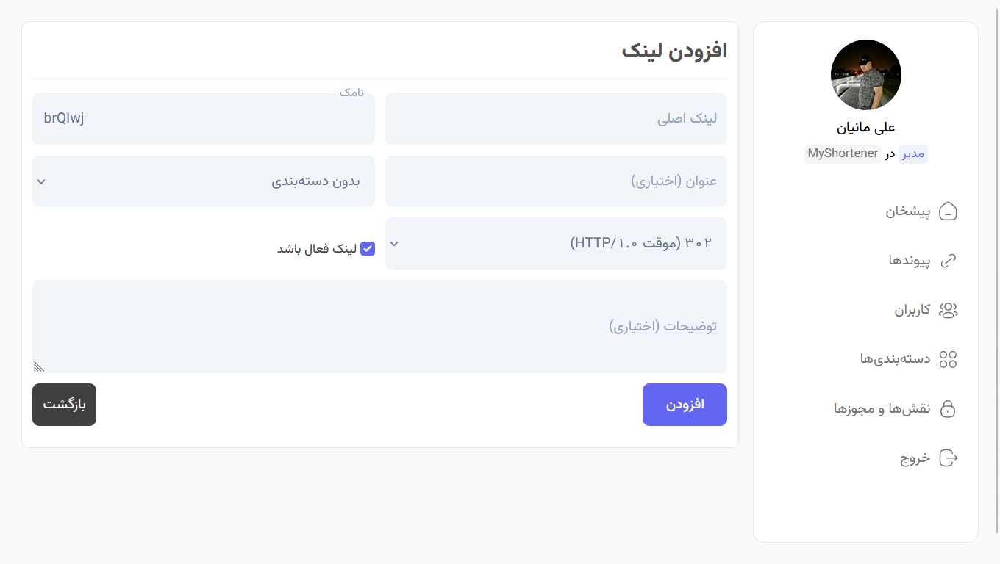 علی مانیان
مدیر در MyShortener
پیشخان
پیوندها
کاربران
دسته‌بندی‌ها
نقش‌ها و مجوزها
خروج
افزودن لینک
لینک اصلی
نامک
brQIwj
عنوان (اختیاری)
بدون دسته‌بندی
۳۰۲ (موقت HTTP/۱.۰)
لینک فعال باشد
توضیحات (اختیاری)
افزودن
بازگشت